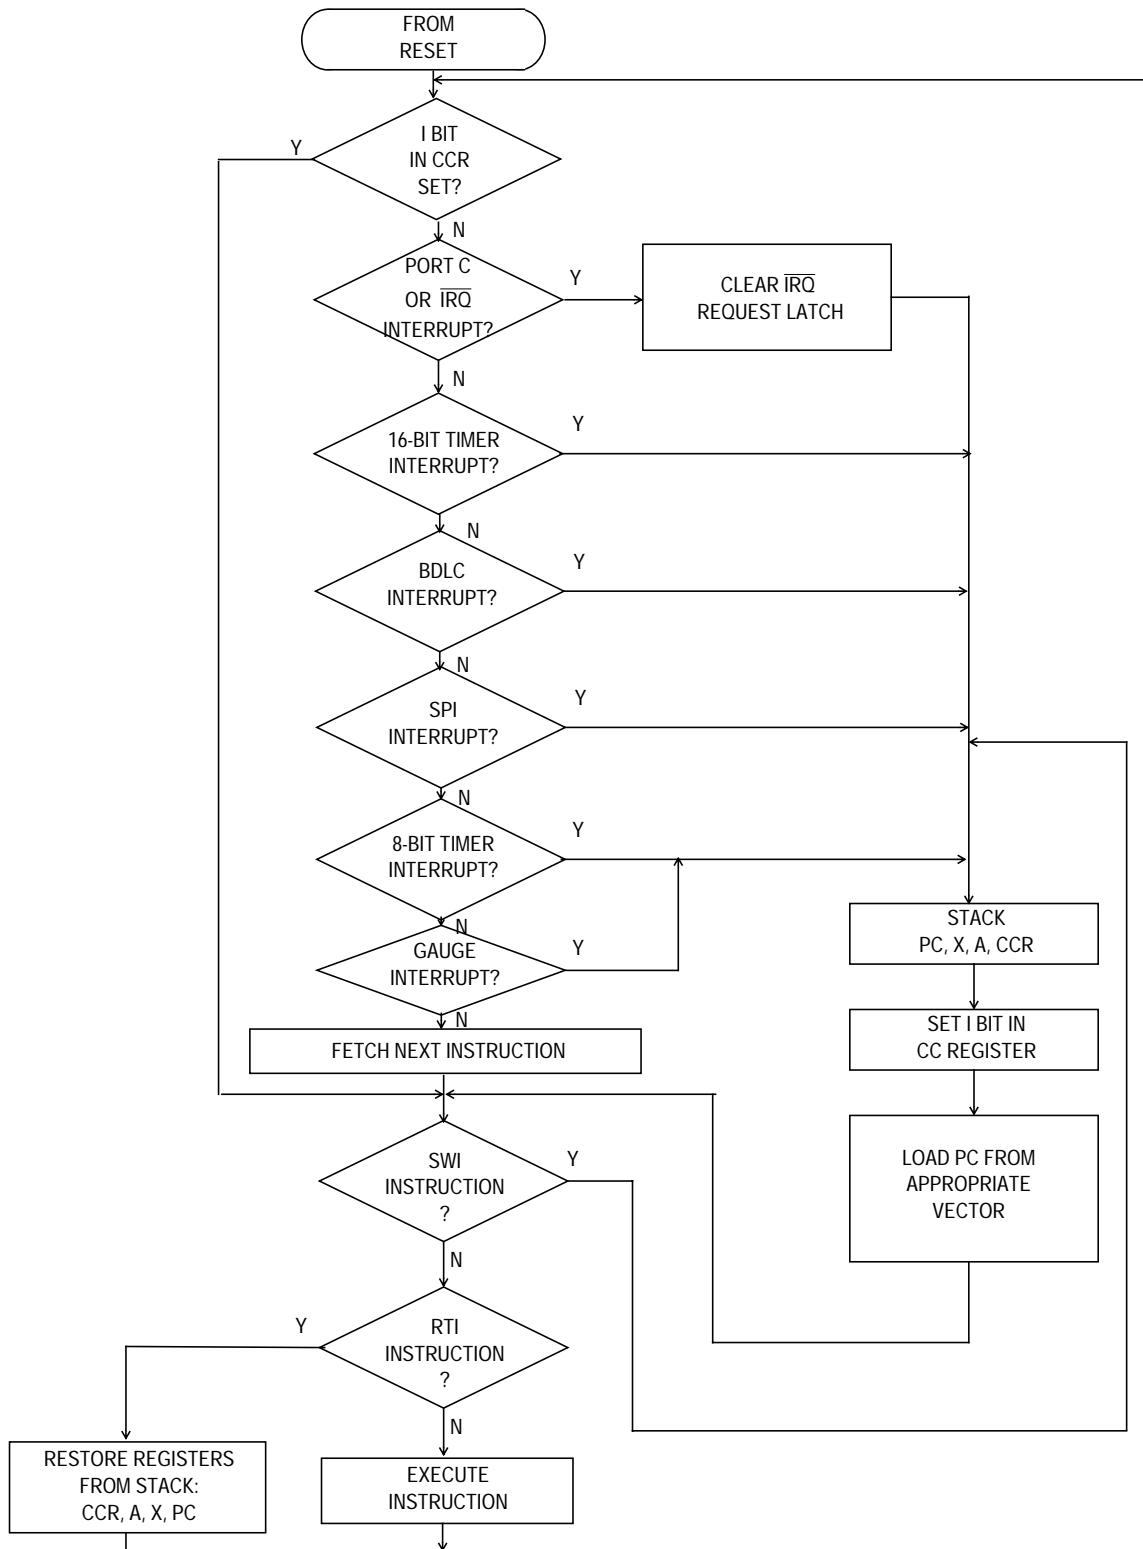 FROM
RESET
I BIT
IN CCR
SET?
Y
N
PORT C
OR IRQ
INTERRUPT?
Y
CLEAR IRQ
REQUEST LATCH
N
16-BIT TIMER
INTERRUPT?
Y
N
BDLC
INTERRUPT?
Y
N
SPI
INTERRUPT?
Y
N
8-BIT TIMER
INTERRUPT?
Y
N
GAUGE
INTERRUPT?
Y
N
FETCH NEXT INSTRUCTION
STACK
PC, X, A, CCR
SET I BIT IN
CC REGISTER
LOAD PC FROM
APPROPRIATE
VECTOR
SWI
INSTRUCTION
?
Y
N
RTI
INSTRUCTION
?
Y
N
RESTORE REGISTERS
FROM STACK:
CCR, A, X, PC
EXECUTE
INSTRUCTION